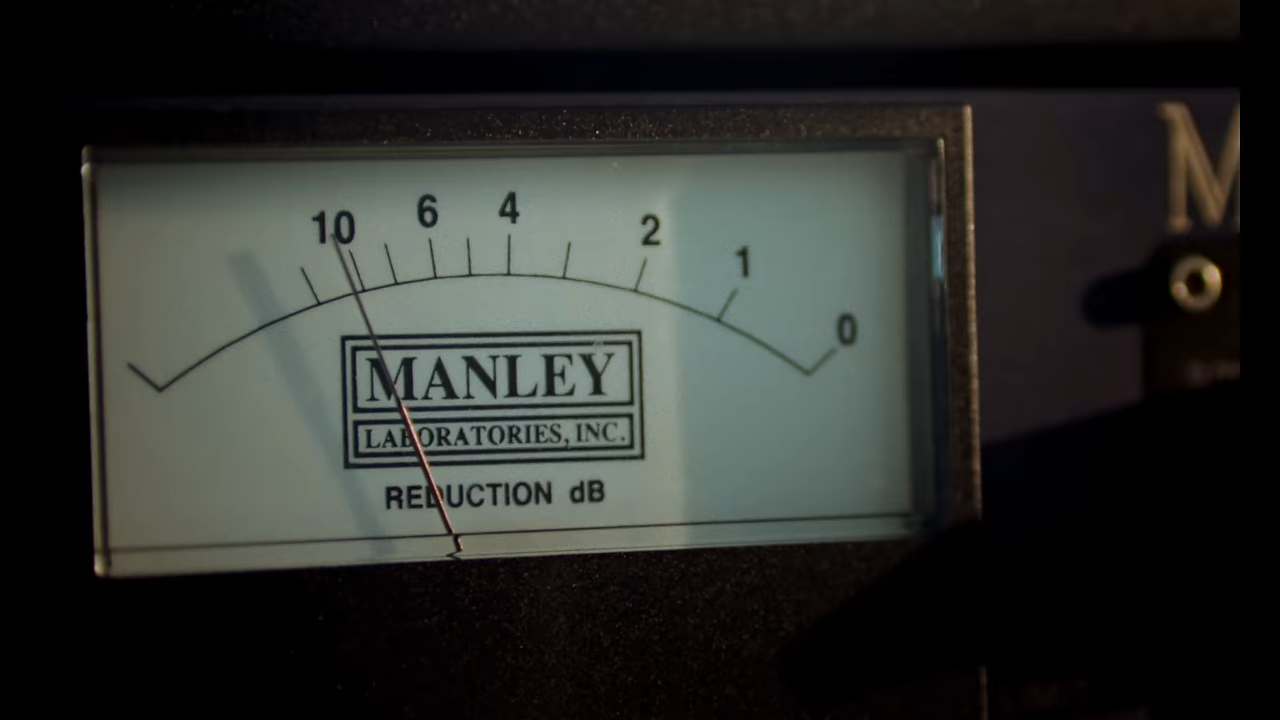 10 6 4 2 1 0
MANLEY
LABORATORIES, INC.
REDUCTION dB
M